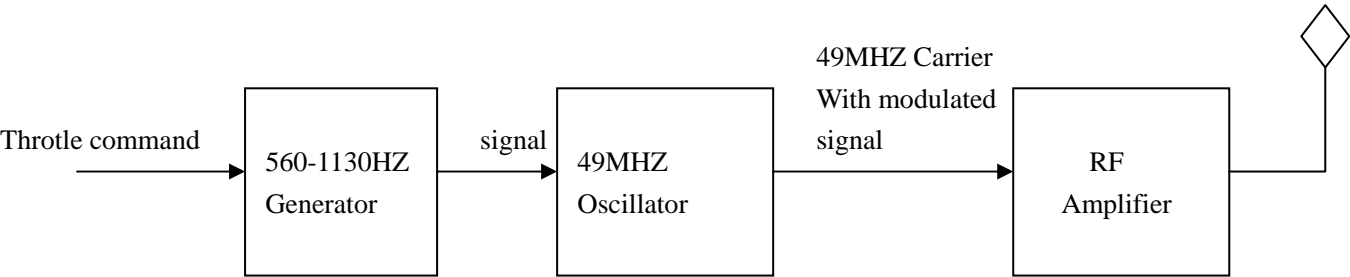 Throtle command
560-1130HZ
Generator
signal
49MHZ
Oscillator
49MHZ Carrier
With modulated
signal
RF
Amplifier